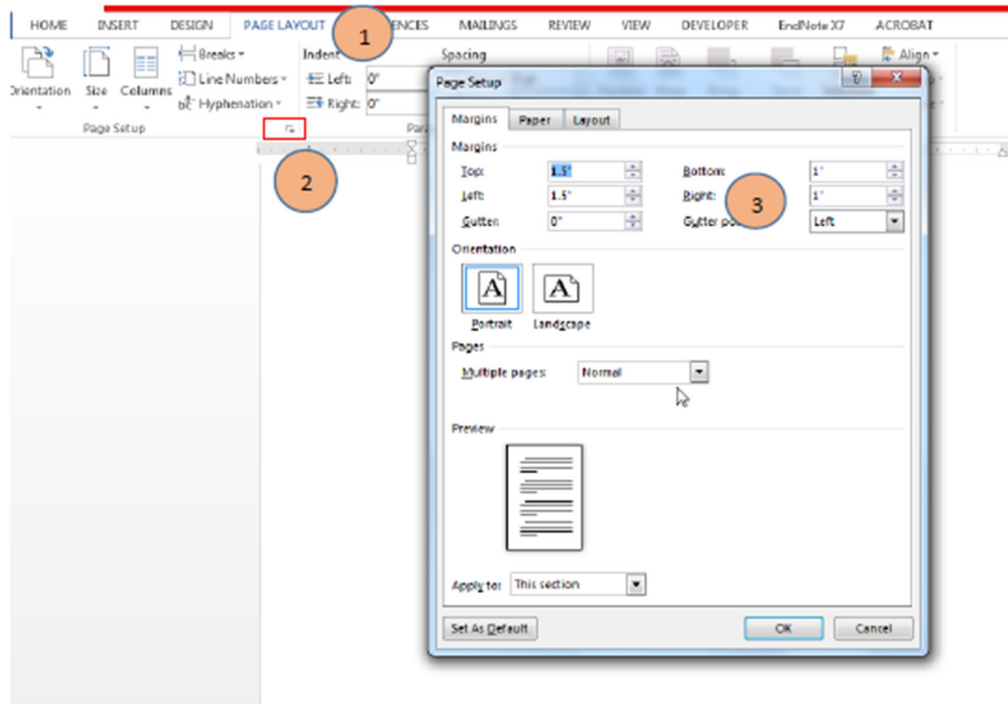 HOME INSERT DESIGN PAGE LAYOUT ENCES MAILINGS REVIEW VIEW DEVELOPER EndNote X7 ACROBAT
1
Breaks Indent Spacing Align
Line Numbers Left: 0"
Orientation Size Columns
Hyphenation Right: 0"
Page Setup Para
2
Page Setup
Margins Paper Layout
Margins
Top: 1.5" Bottom: 1"
Left: 1.5" Right: 1"
3
Gutter: 0" Gutter po Left
Orientation
A A
Portrait Landscape
Pages
Multiple pages: Normal
Preview
Apply to: This section
Set As Default OK Cancel